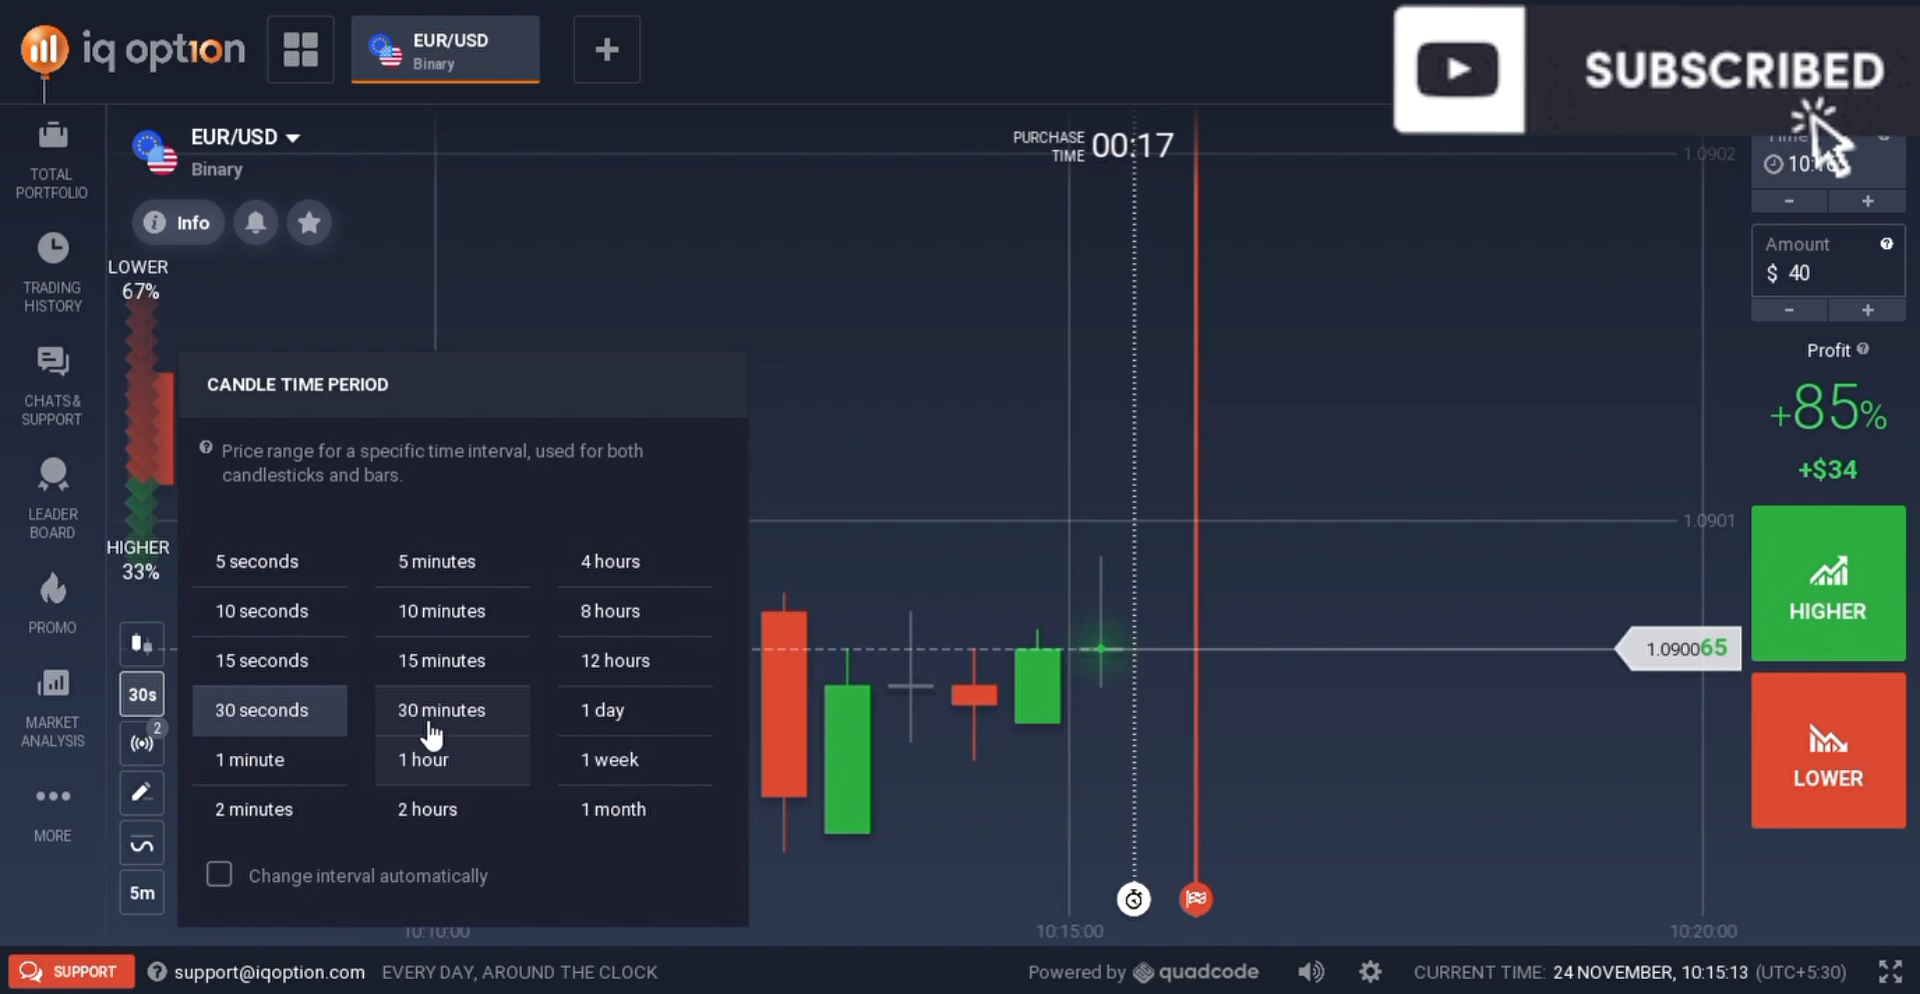 iq option
EUR/USD
Binary
SUBSCRIBED
TOTAL
PORTFOLIO
TRADING
HISTORY
CHATS &
SUPPORT
LEADER
BOARD
PROMO
MARKET
ANALYSIS
MORE
EUR/USD
Binary
Info
LOWER
67%
HIGHER
33%
30s
2
5m
CANDLE TIME PERIOD
Price range for a specific time interval, used for both
candlesticks and bars.
5 seconds
5 minutes
4 hours
10 seconds
10 minutes
8 hours
15 seconds
15 minutes
12 hours
30 seconds
30 minutes
1 day
1 minute
1 hour
1 week
2 minutes
2 hours
1 month
Change interval automatically
PURCHASE
TIME
00:17
1.0902
1.0901
1.090065
10:10:00
10:15:00
10:20:00
Amount
$ 40
Profit
+85%
+$34
HIGHER
LOWER
SUPPORT
support@iqoption.com
EVERY DAY, AROUND THE CLOCK
Powered by quadcode
CURRENT TIME: 24 NOVEMBER, 10:15:13 (UTC+5:30)